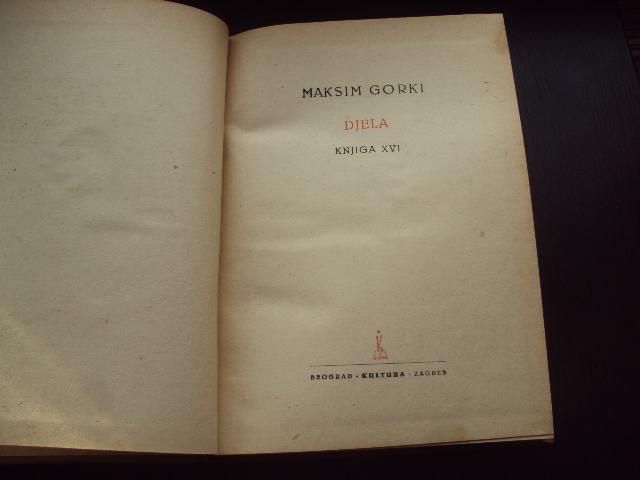 MAKSIM GORKI
DJELA
KNJIGA XVI
BEOGRAD • KULTURA • ZAGREB